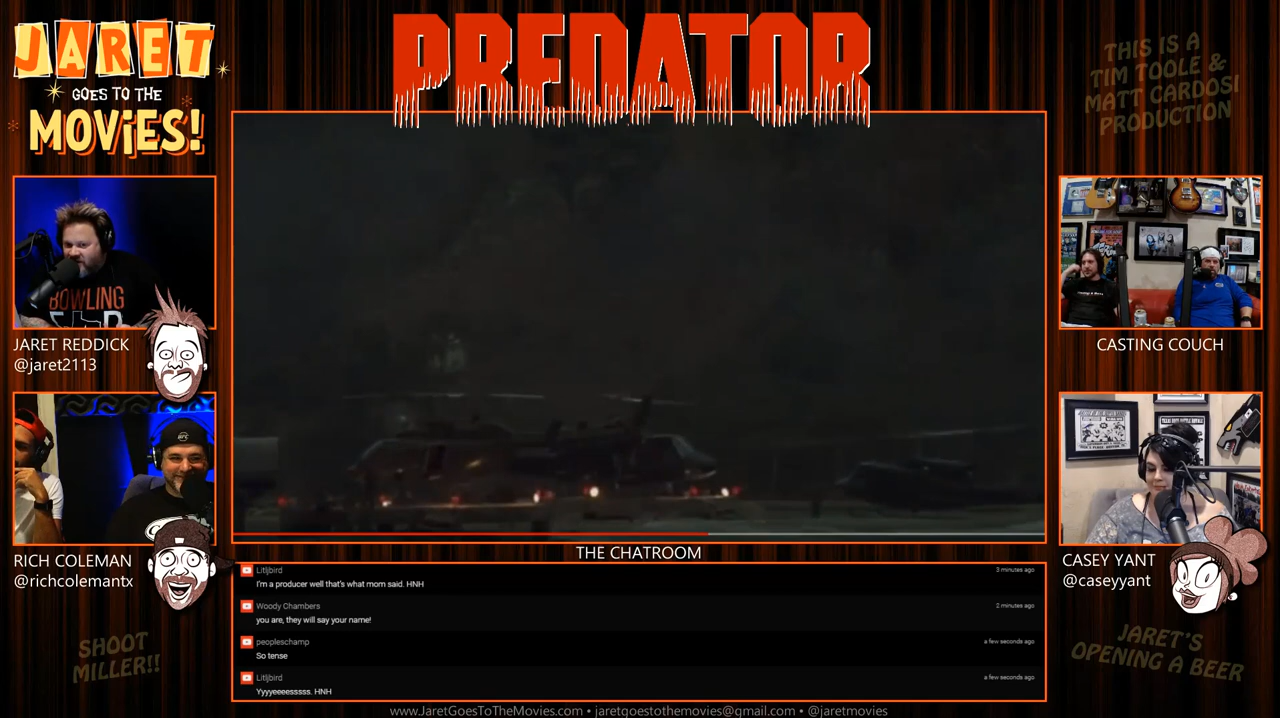 JARET
GOES TO THE
MOVIES!
PREDATOR
THIS IS A
TIM TOOLE &
MATT CARDOSI
PRODUCTION
BOWLING
JARET REDDICK
@jaret2113
CASTING COUCH
RICH COLEMAN
@richcolemantx
CASEY YANT
@caseyyant
THE CHATROOM
Litljbird
3 minutes ago
I'm a producer well that's what mom said. HNH
Woody Chambers
2 minutes ago
you are, they will say your name!
peopleschamp
a few seconds ago
So tense
Litljbird
a few seconds ago
Yyyyeeeesssss. HNH
SHOOT
MILLER!!
JARET'S
OPENING A BEER
www.JaretGoesToTheMovies.com • jaretgoestothemovies@gmail.com • @jaretmovies